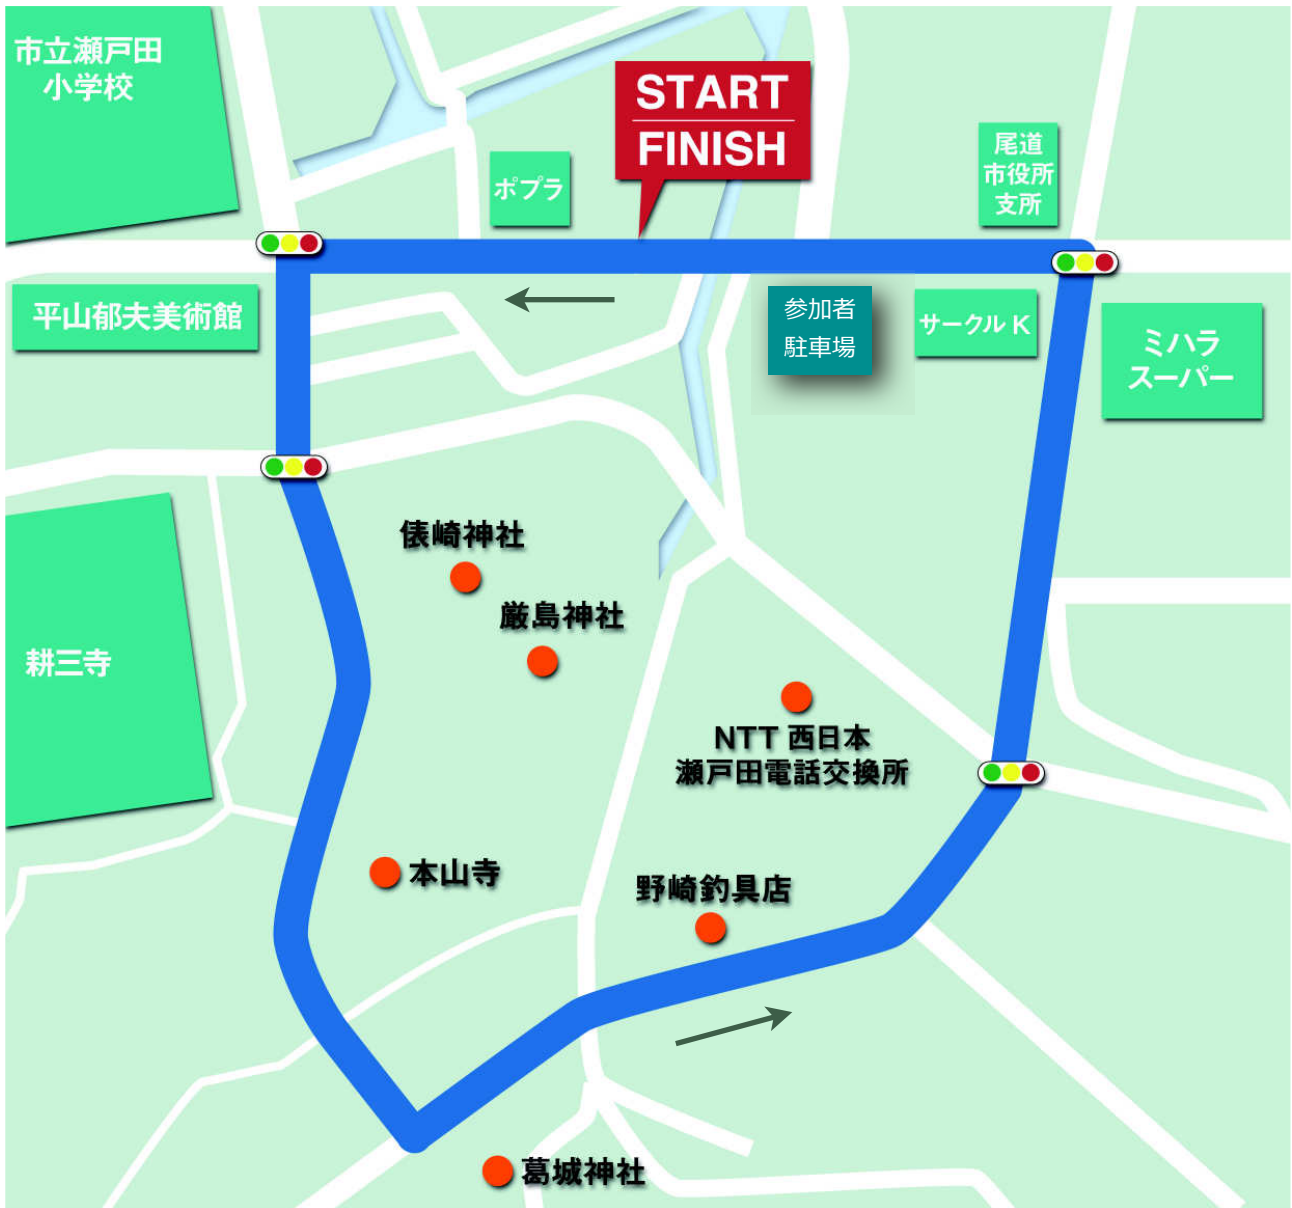 市立瀬戸田
小学校
START
FINISH
ポプラ
尾道
市役所
支所
平山郁夫美術館
参加者
駐車場
サークル K
ミハラ
スーパー
俵崎神社
厳島神社
耕三寺
NTT 西日本
瀬戸田電話交換所
本山寺
野崎釣具店
葛城神社